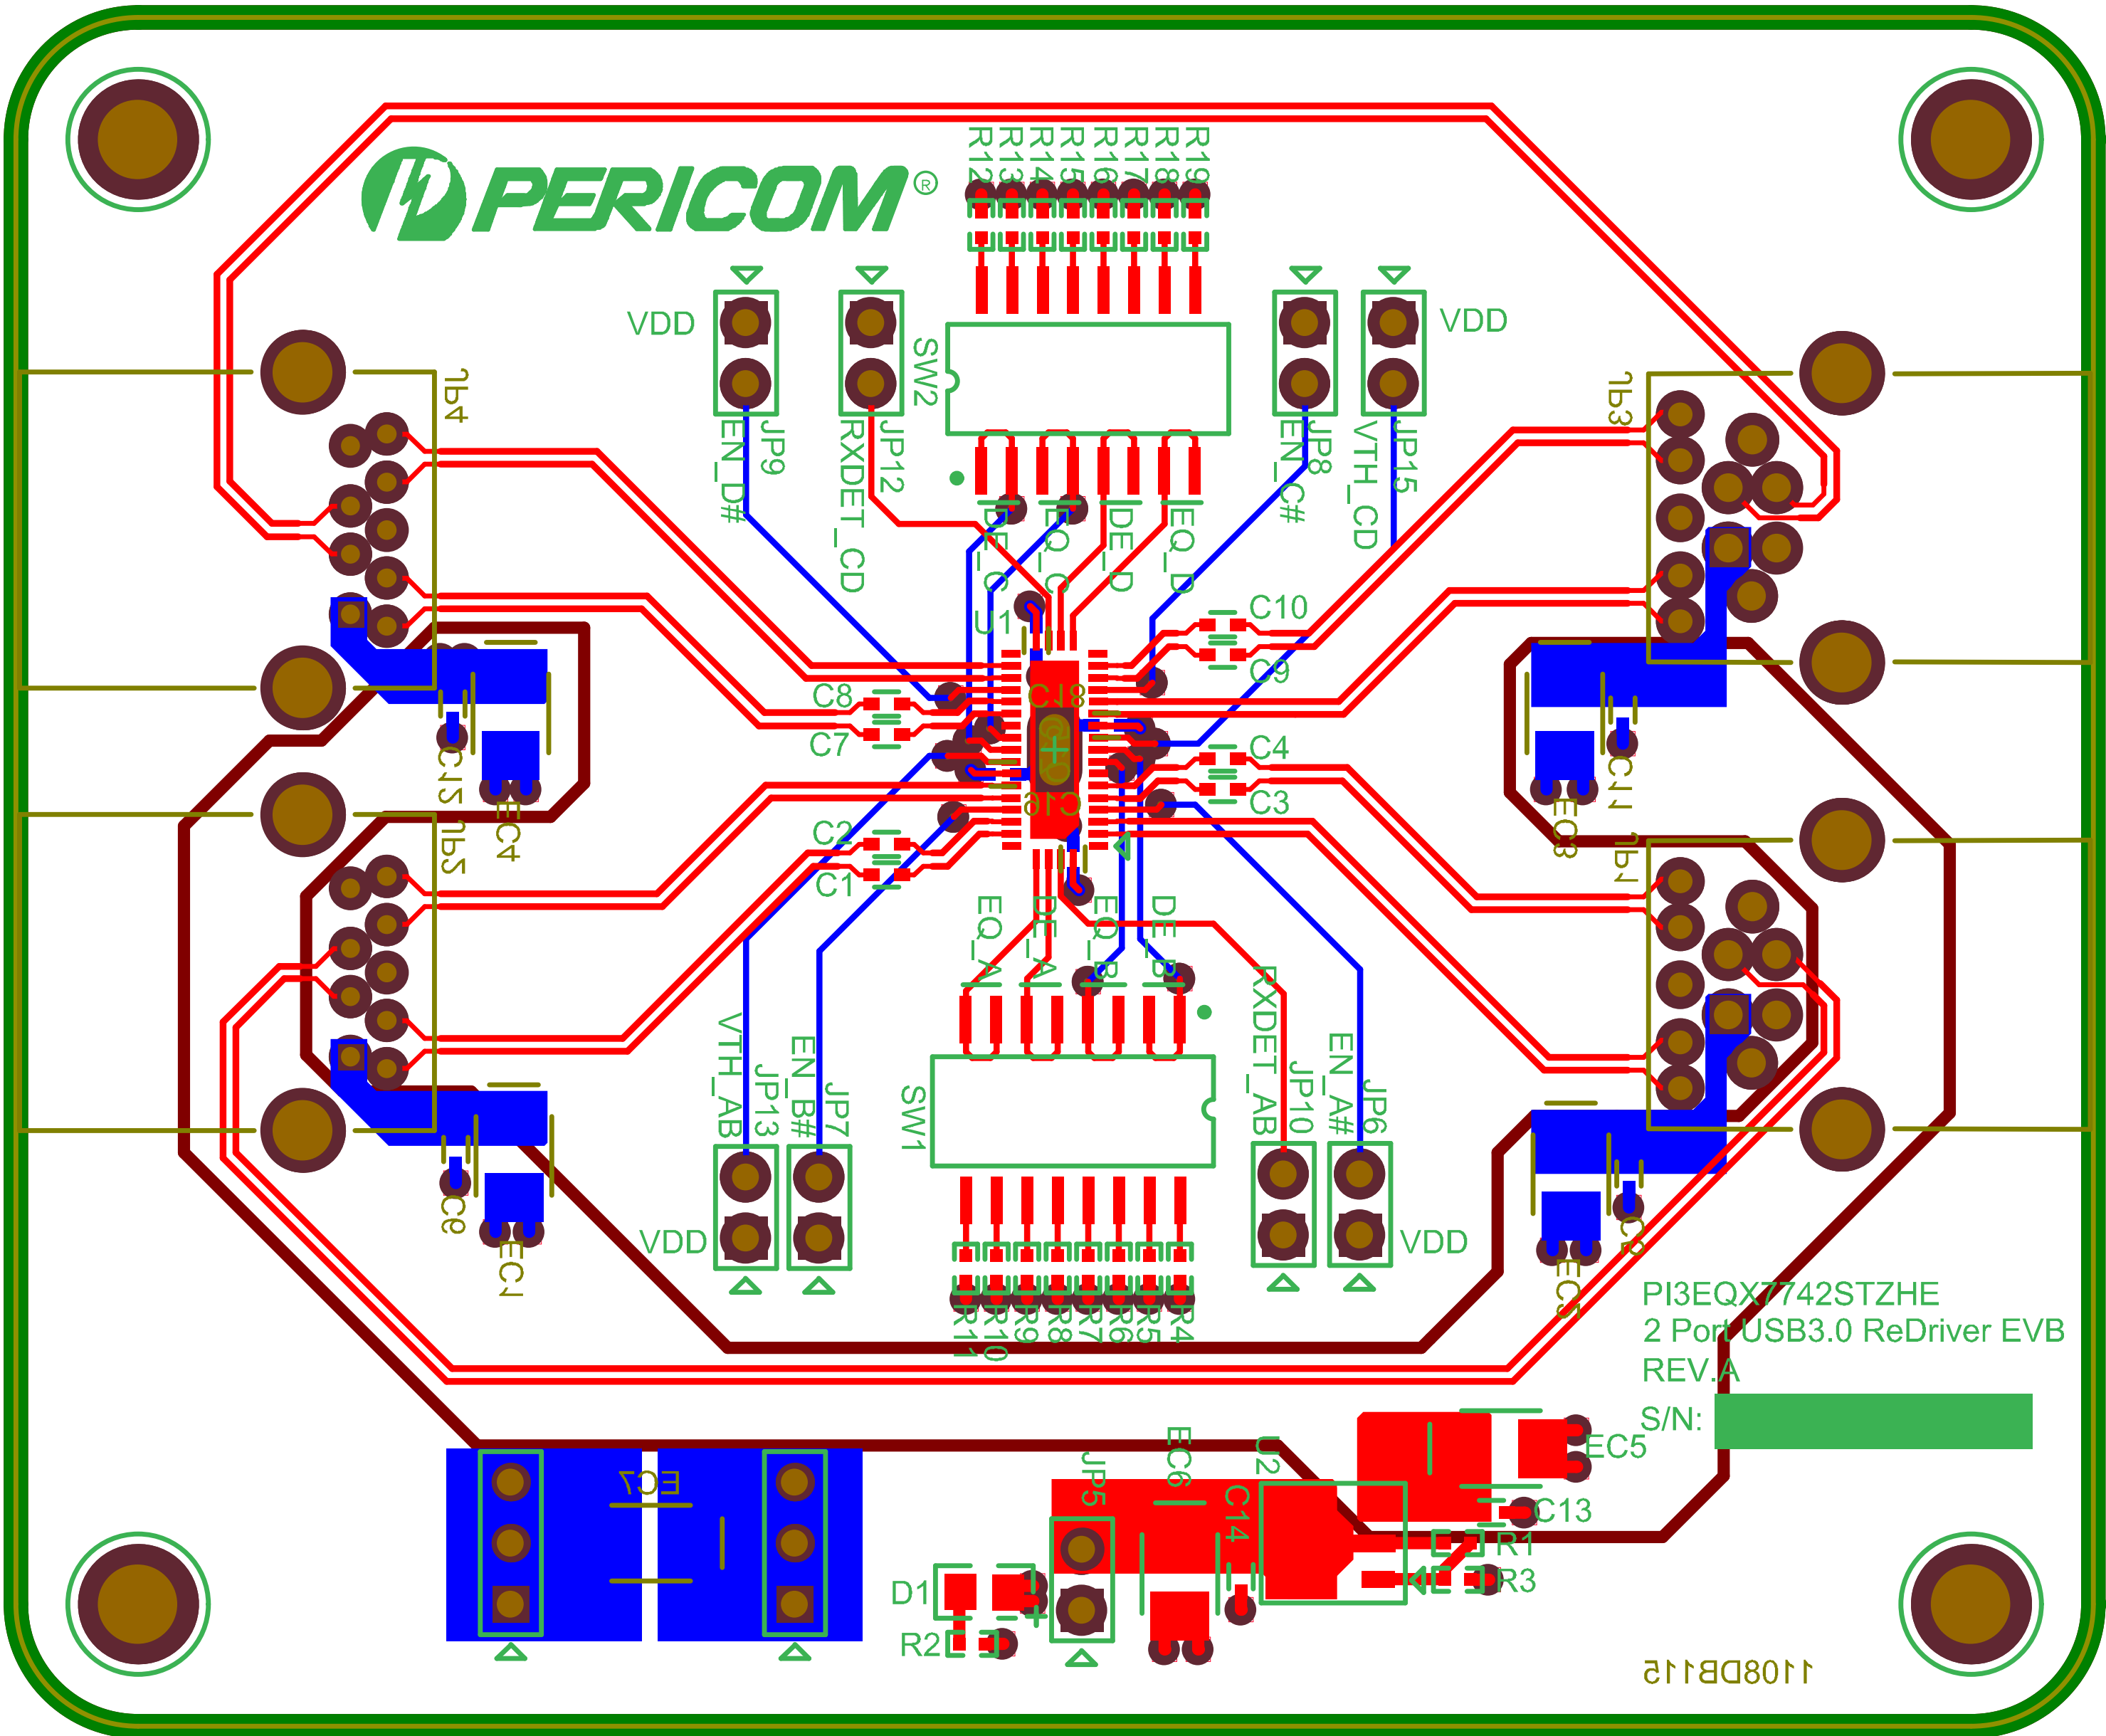 PERICOM®
R12
R13
R14
R15
R16
R17
R18
R19
VDD
VDD
SW2
JP4
JP3
JP9
EN_D#
JP12
RXDET_CD
JP8
EN_C#
JP15
VTH_CD
DE_C
EQ_C
DE_D
EQ_D
U1
C10
C9
C8
C7
C18
C4
C3
C16
C2
C1
C12
EC4
JP2
C11
EC3
JP1
EQ_A
DE_A
EQ_B
DE_B
VTH_AB
JP13
EN_B#
JP7
SW1
RXDET_AB
JP10
EN_A#
JP6
C6
EC1
VDD
VDD
R11
R10
R9
R8
R7
R6
R5
R4
PI3EQX7742STZHE
2 Port USB3.0 ReDriver EVB
REV.A
S/N:
EC7
JP5
EC6
U2
C14
EC5
C13
R1
R3
D1
+
R2
1108DB115